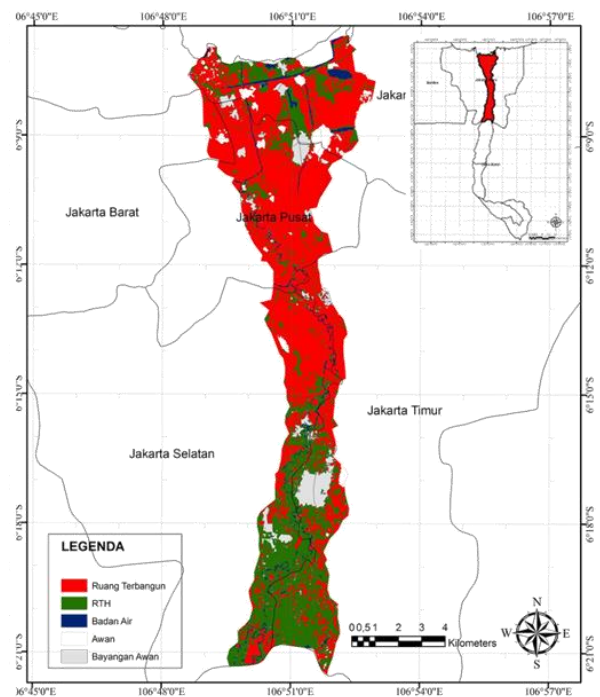 106°45'0"E 106°48'0"E 106°51'0"E 106°54'0"E 106°57'0"E
Jakar
6°9'0"S 6°9'0"S
Jakarta Barat
Jakarta Pusat
6°12'0"S 6°12'0"S
6°15'0"S 6°15'0"S
Jakarta Timur
Jakarta Selatan
6°18'0"S 6°18'0"S
LEGENDA
Ruang Terbangun
RTH
Badan Air
Awan
Bayangan Awan
0 0,5 1 2 3 4
Kilometers
N
W E
S
6°21'0"S 6°21'0"S
106°45'0"E 106°48'0"E 106°51'0"E 106°54'0"E 106°57'0"E